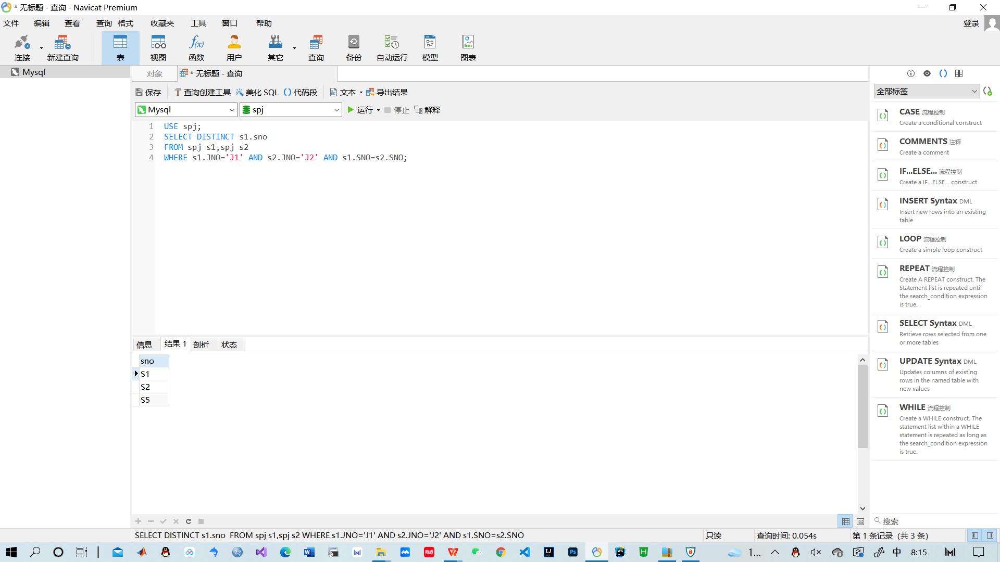 * 无标题 - 查询 - Navicat Premium
文件 编辑 查看 查询 格式 收藏夹 工具 窗口 帮助 登录
连接 新建查询 表 视图 函数 用户 其它 查询 备份 自动运行 模型 图表
Mysql
对象 * 无标题 - 查询
保存 查询创建工具 美化 SQL 代码段 文本 导出结果
Mysql spj 运行 停止 解释
1 USE spj;
2 SELECT DISTINCT s1.sno
3 FROM spj s1,spj s2
4 WHERE s1.JNO='J1' AND s2.JNO='J2' AND s1.SNO=s2.SNO;
信息 结果 1 剖析 状态
sno
S1
S2
S5
全部标签
CASE 流程控制
Create a conditional construct
COMMENTS 注释
Create a comment
IF...ELSE... 流程控制
Create a IF...ELSE... construct
INSERT Syntax DML
Insert new rows into an existing
table
LOOP 流程控制
Create a simple loop construct
REPEAT 流程控制
Create A REPEAT construct. The
Statement list is repeated until
the search_condition expression
is true.
SELECT Syntax DML
Retrieve rows selected from one
or more tables
UPDATE Syntax DML
Updates columns of existing
rows in the named table with
new values
WHILE 流程控制
Create a WHILE construct. The
statement list within a WHILE
statement is repeated as long as
the search_condition expression
is true.
搜索
SELECT DISTINCT s1.sno  FROM spj s1,spj s2 WHERE s1.JNO='J1' AND s2.JNO='J2' AND s1.SNO=s2.SNO 只读 查询时间: 0.054s 第 1 条记录 (共 3 条)
1... 中 8:15